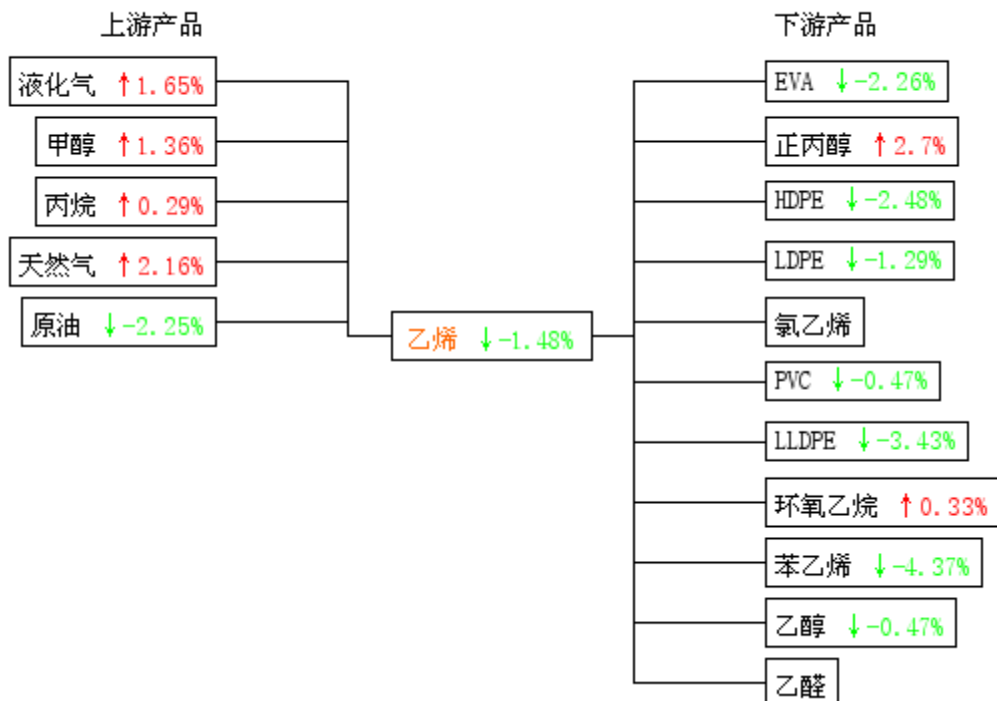 上游产品
液化气 ↑1.65%
甲醇 ↑1.36%
丙烷 ↑0.29%
天然气 ↑2.16%
原油 ↓-2.25%
乙烯 ↓-1.48%
下游产品
EVA ↓-2.26%
正丙醇 ↑2.7%
HDPE ↓-2.48%
LDPE ↓-1.29%
氯乙烯
PVC ↓-0.47%
LLDPE ↓-3.43%
环氧乙烷 ↑0.33%
苯乙烯 ↓-4.37%
乙醇 ↓-0.47%
乙醛